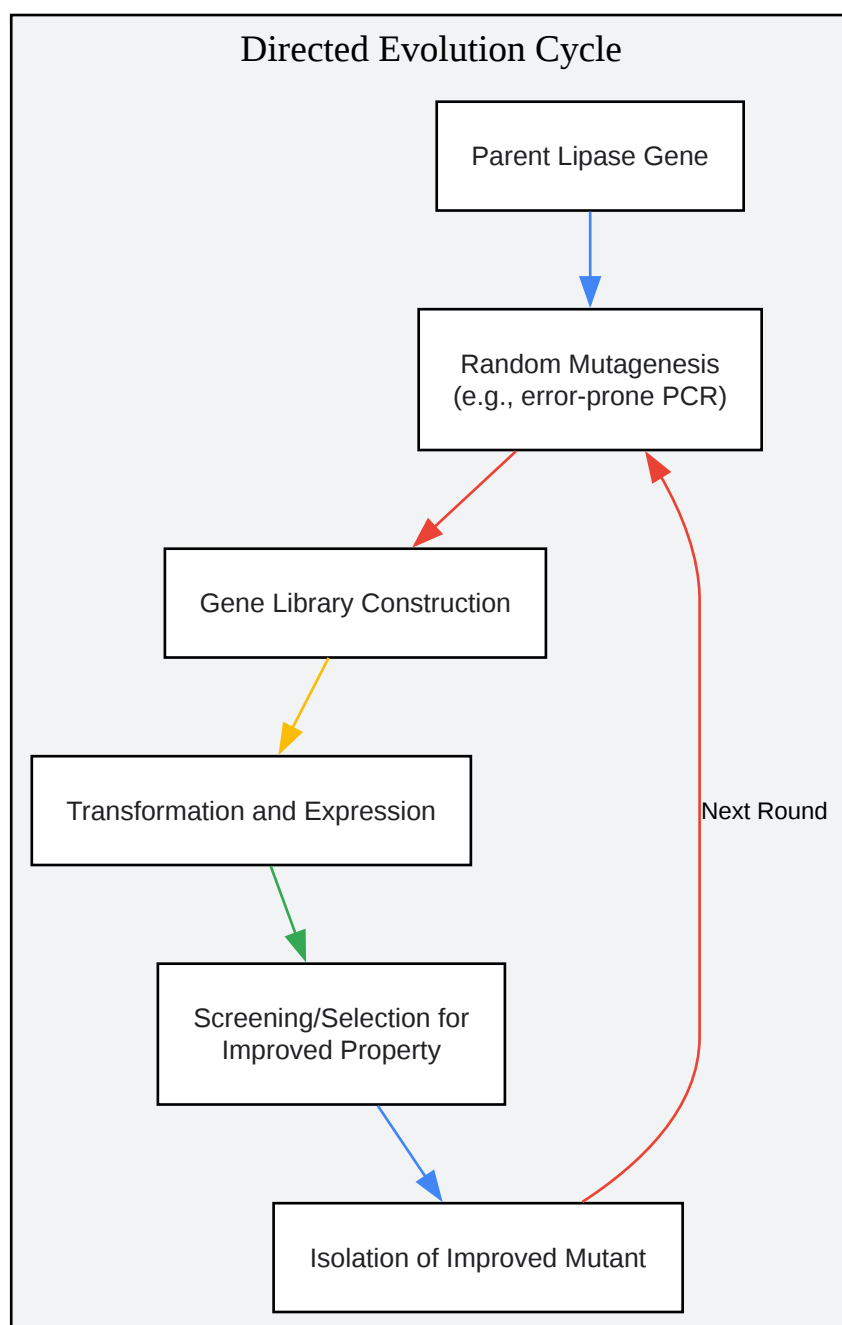 Directed Evolution Cycle
Parent Lipase Gene
Random Mutagenesis
(e.g., error-prone PCR)
Gene Library Construction
Transformation and Expression
Next Round
Screening/Selection for
Improved Property
Isolation of Improved Mutant